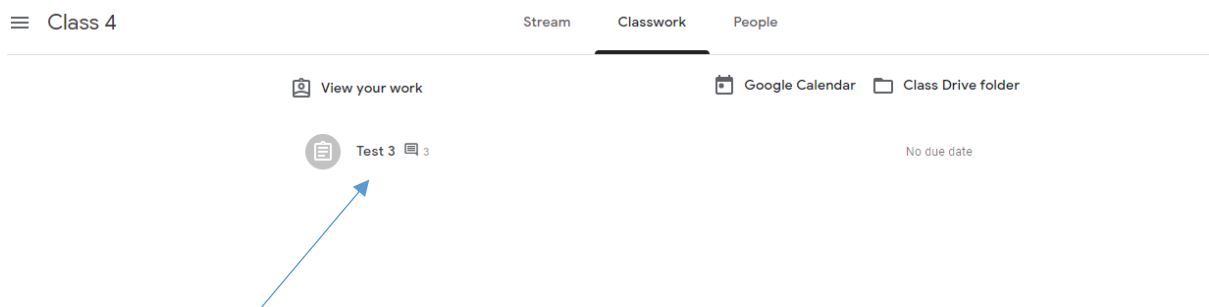 Class 4
Stream Classwork People
View your work Google Calendar Class Drive folder
Test 3 3 No due date